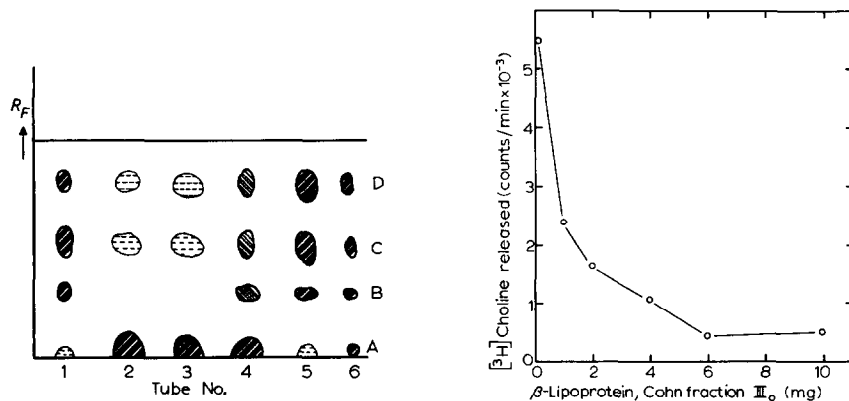 R_F
D
C
B
A
1 2 3 4 5 6
Tube No.
[³H] Choline released (counts/min×10⁻³)
5
4
3
2
1
0
0 2 4 6 8 10
β-Lipoprotein, Cohn fraction III₀ (mg)